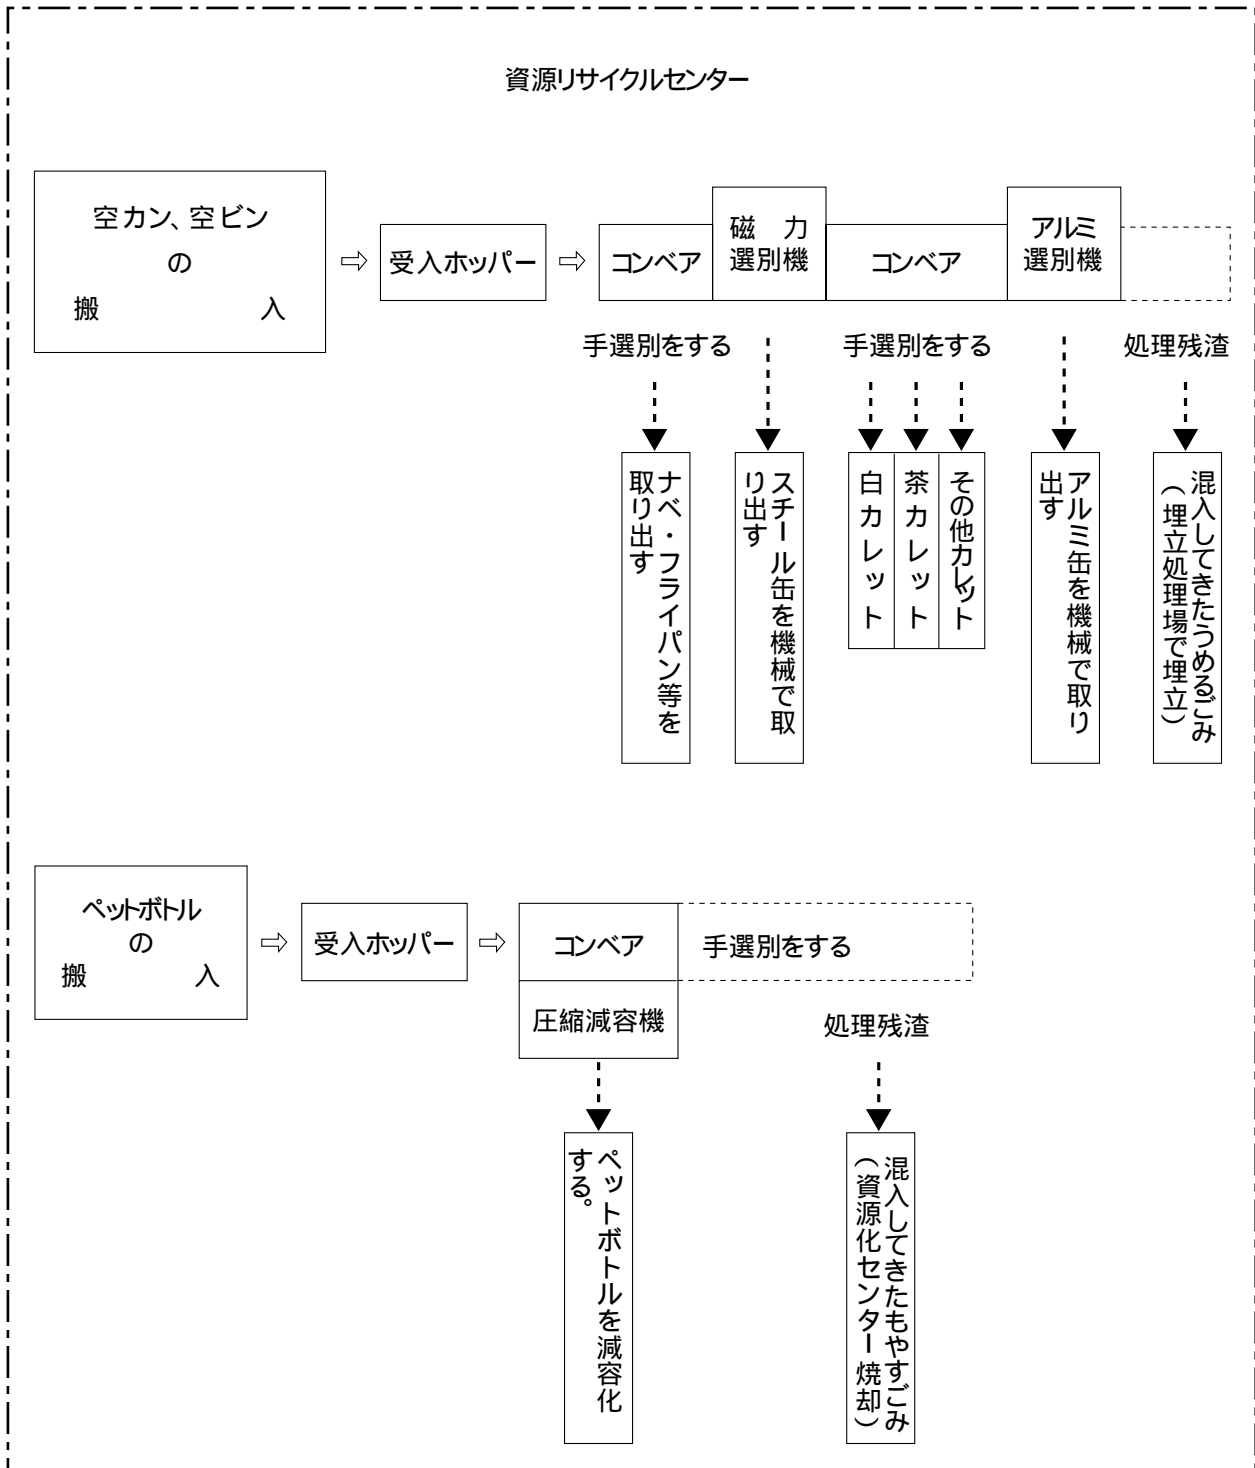 資源リサイクルセンター
空カン、空ビン
の
搬 入
受入ホッパー
コンベア
磁 力
選別機
コンベア
アルミ
選別機
手選別をする
手選別をする
処理残渣
ナベ・フライパン等を
取り出す
スチール缶を機械で取
り出す
白カレット
茶カレット
その他カレット
アルミ缶を機械で取り
出す
混入してきたうめるごみ
(埋立処理場で埋立)
ペットボトル
の
搬 入
受入ホッパー
コンベア
手選別をする
圧縮減容機
処理残渣
ペットボトルを減容化
する。
混入してきたもやすごみ
(資源化センター焼却)